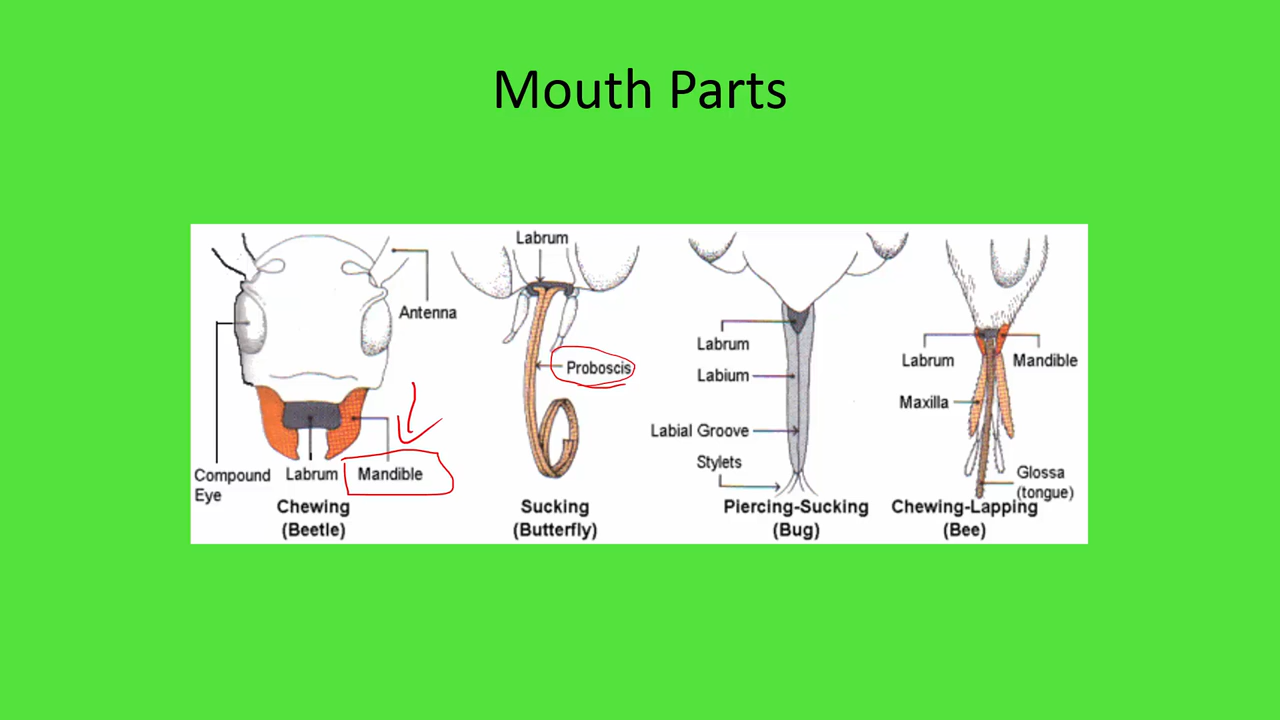 Mouth Parts
Antenna
Compound
Eye
Labrum
Mandible
Chewing
(Beetle)
Labrum
Proboscis
Sucking
(Butterfly)
Labrum
Labium
Labial Groove
Stylets
Piercing-Sucking
(Bug)
Labrum
Mandible
Maxilla
Glossa
(tongue)
Chewing-Lapping
(Bee)